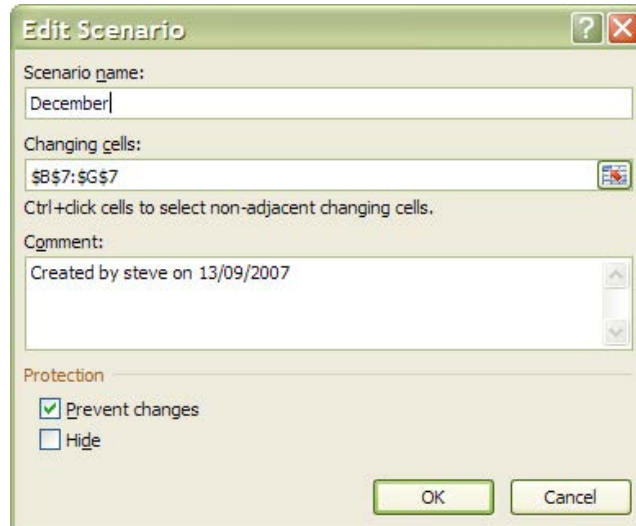 Edit Scenario
Scenario name:
December
Changing cells:
$B$7:$G$7
Ctrl+click cells to select non-adjacent changing cells.
Comment:
Created by steve on 13/09/2007
Protection
Prevent changes
Hide
OK Cancel